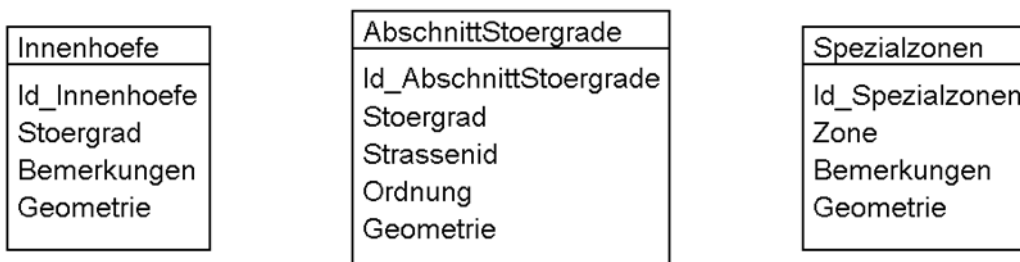 Innenhoefe
Id_Innenhoefe
Stoergrad
Bemerkungen
Geometrie
AbschnittStoergrade
Id_AbschnittStoergrade
Stoergrad
Strassenid
Ordnung
Geometrie
Spezialzonen
Id_Spezialzonen
Zone
Bemerkungen
Geometrie